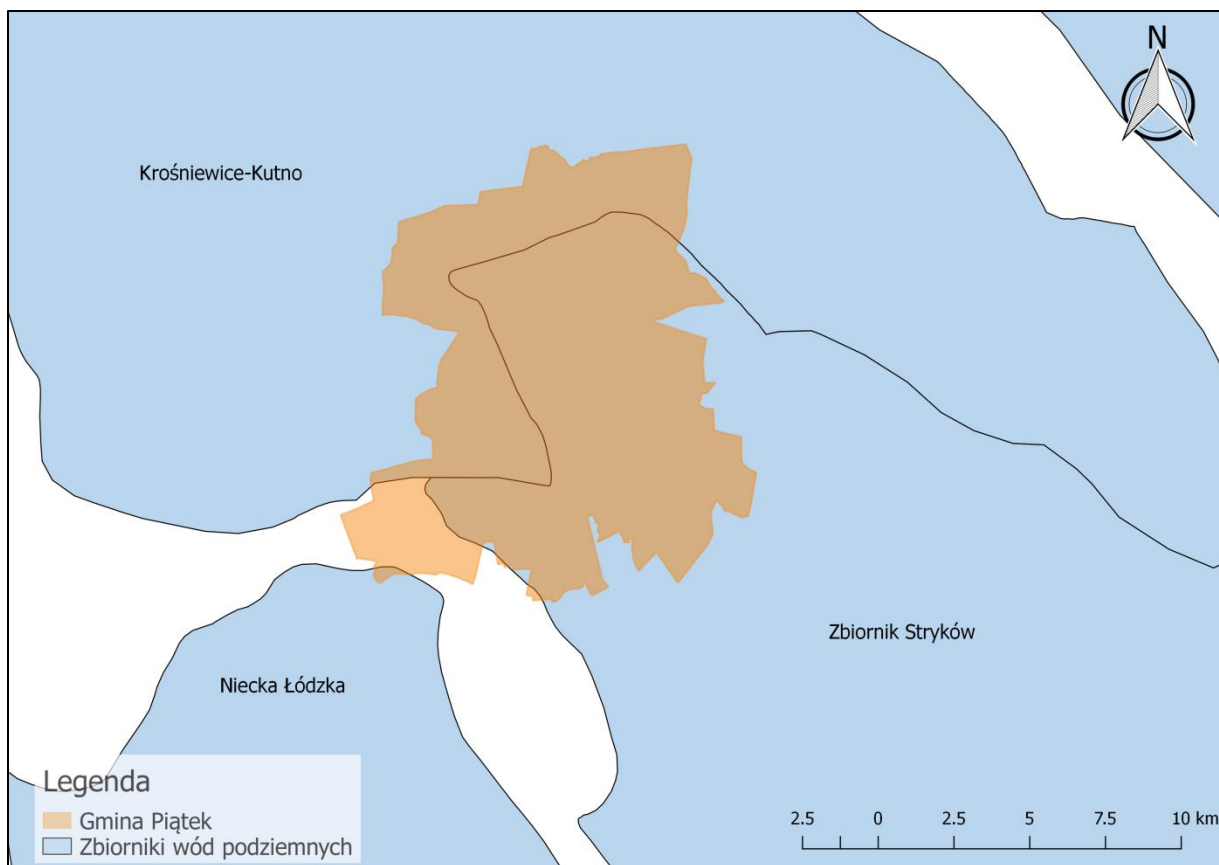 N
Krośniewice-Kutno
Zbiornik Stryków
Niecka Łódzka
Legenda
Gmina Piątek
Zbiorniki wód podziemnych
2.5 0 2.5 5 7.5 10 km